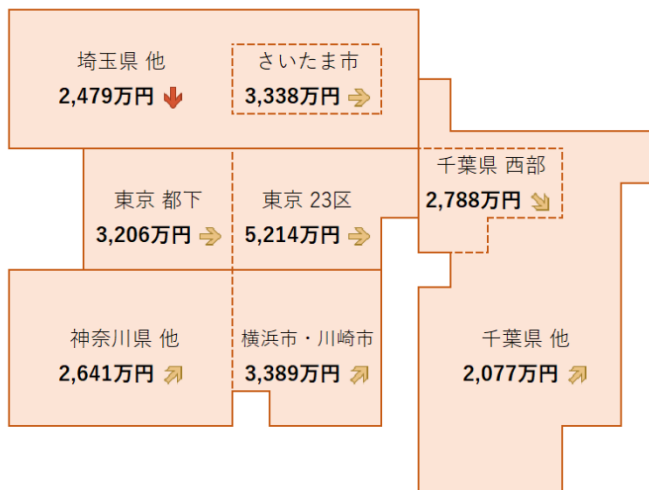 埼玉県 他
2,479万円
さいたま市
3,338万円
千葉県 西部
2,788万円
東京 都下
3,206万円
東京 23区
5,214万円
神奈川県 他
2,641万円
横浜市・川崎市
3,389万円
千葉県 他
2,077万円